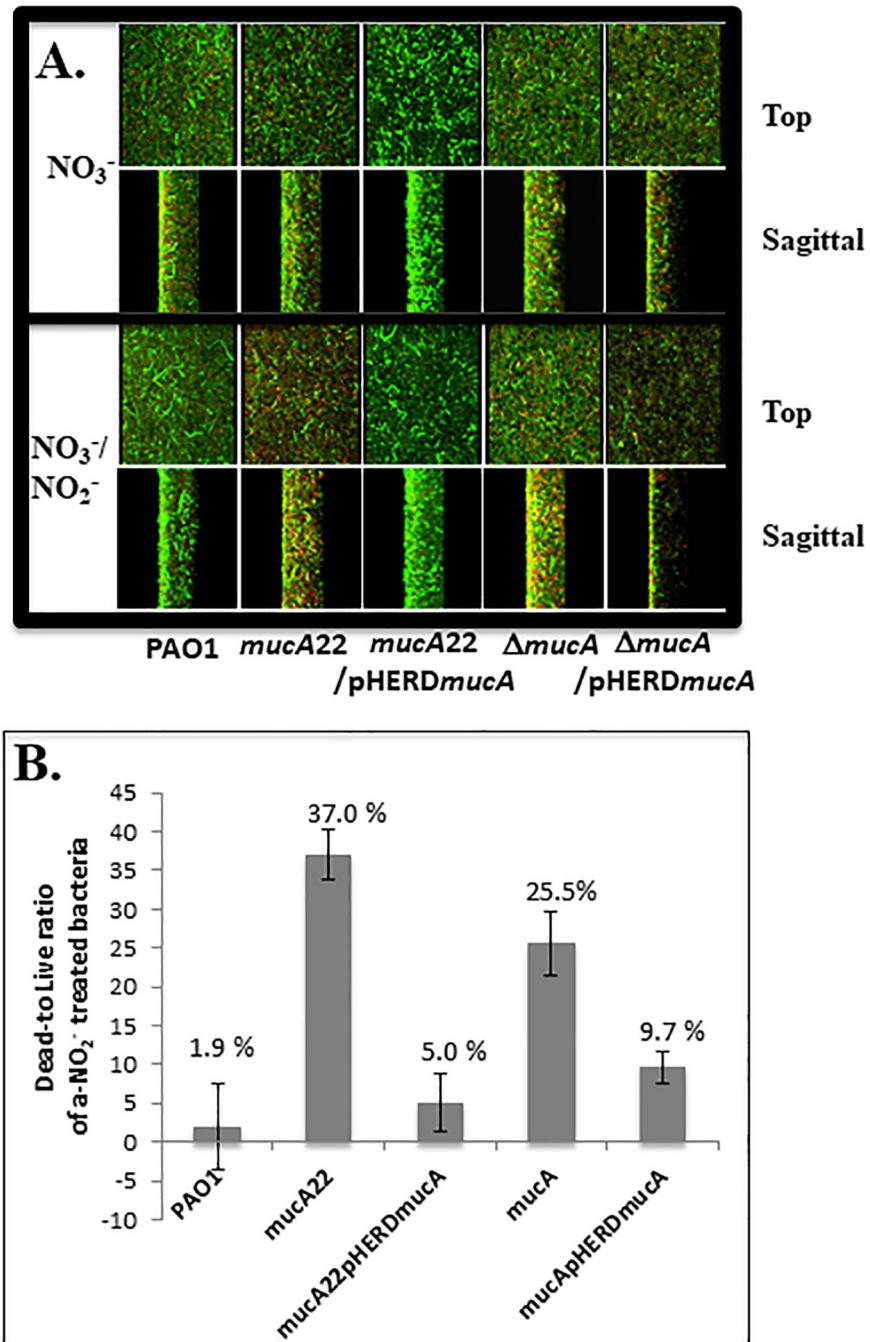 A.
NO₃⁻
Top
Sagittal
NO₃⁻/
NO₂⁻
Top
Sagittal
PAO1 mucA22 mucA22 ΔmucA ΔmucA
/pHERDmucA /pHERDmucA
B.
Dead-to Live ratio
of a-NO₂⁻ treated bacteria
45
40
35
30
25
20
15
10
5
0
-5
-10
1.9 %
37.0 %
5.0 %
25.5%
9.7 %
PAO1
mucA22
mucA22pHERDmucA
mucA
mucApHERDmucA